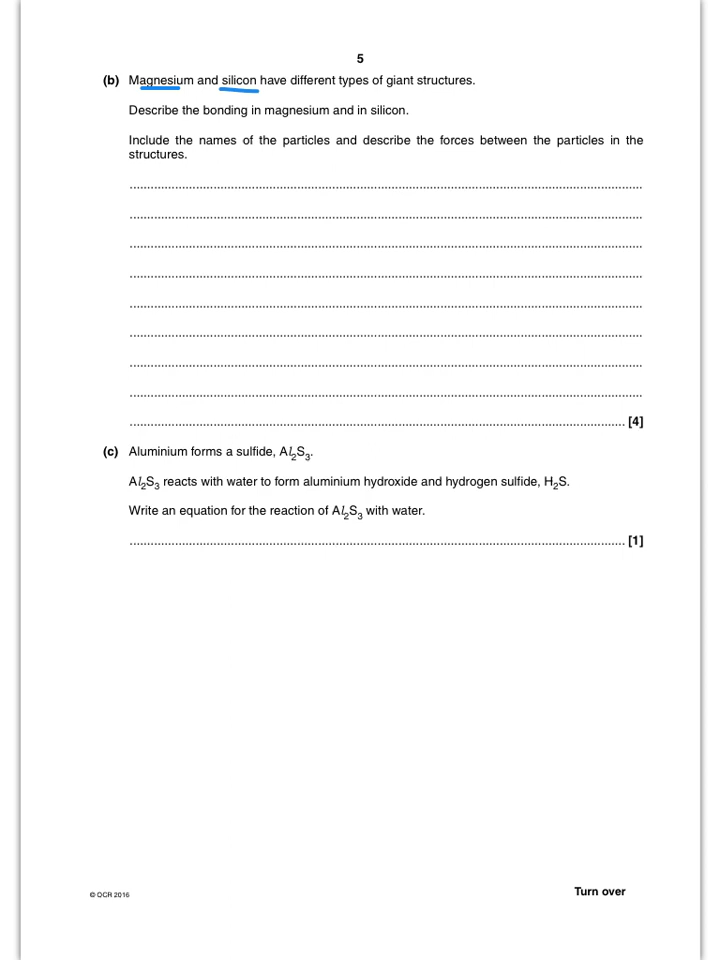 5
(b) Magnesium and silicon have different types of giant structures.
Describe the bonding in magnesium and in silicon.
Include the names of the particles and describe the forces between the particles in the
structures.
[4]
(c) Aluminium forms a sulfide, Al₂S₃.
Al₂S₃ reacts with water to form aluminium hydroxide and hydrogen sulfide, H₂S.
Write an equation for the reaction of Al₂S₃ with water.
[1]
© OCR 2016
Turn over